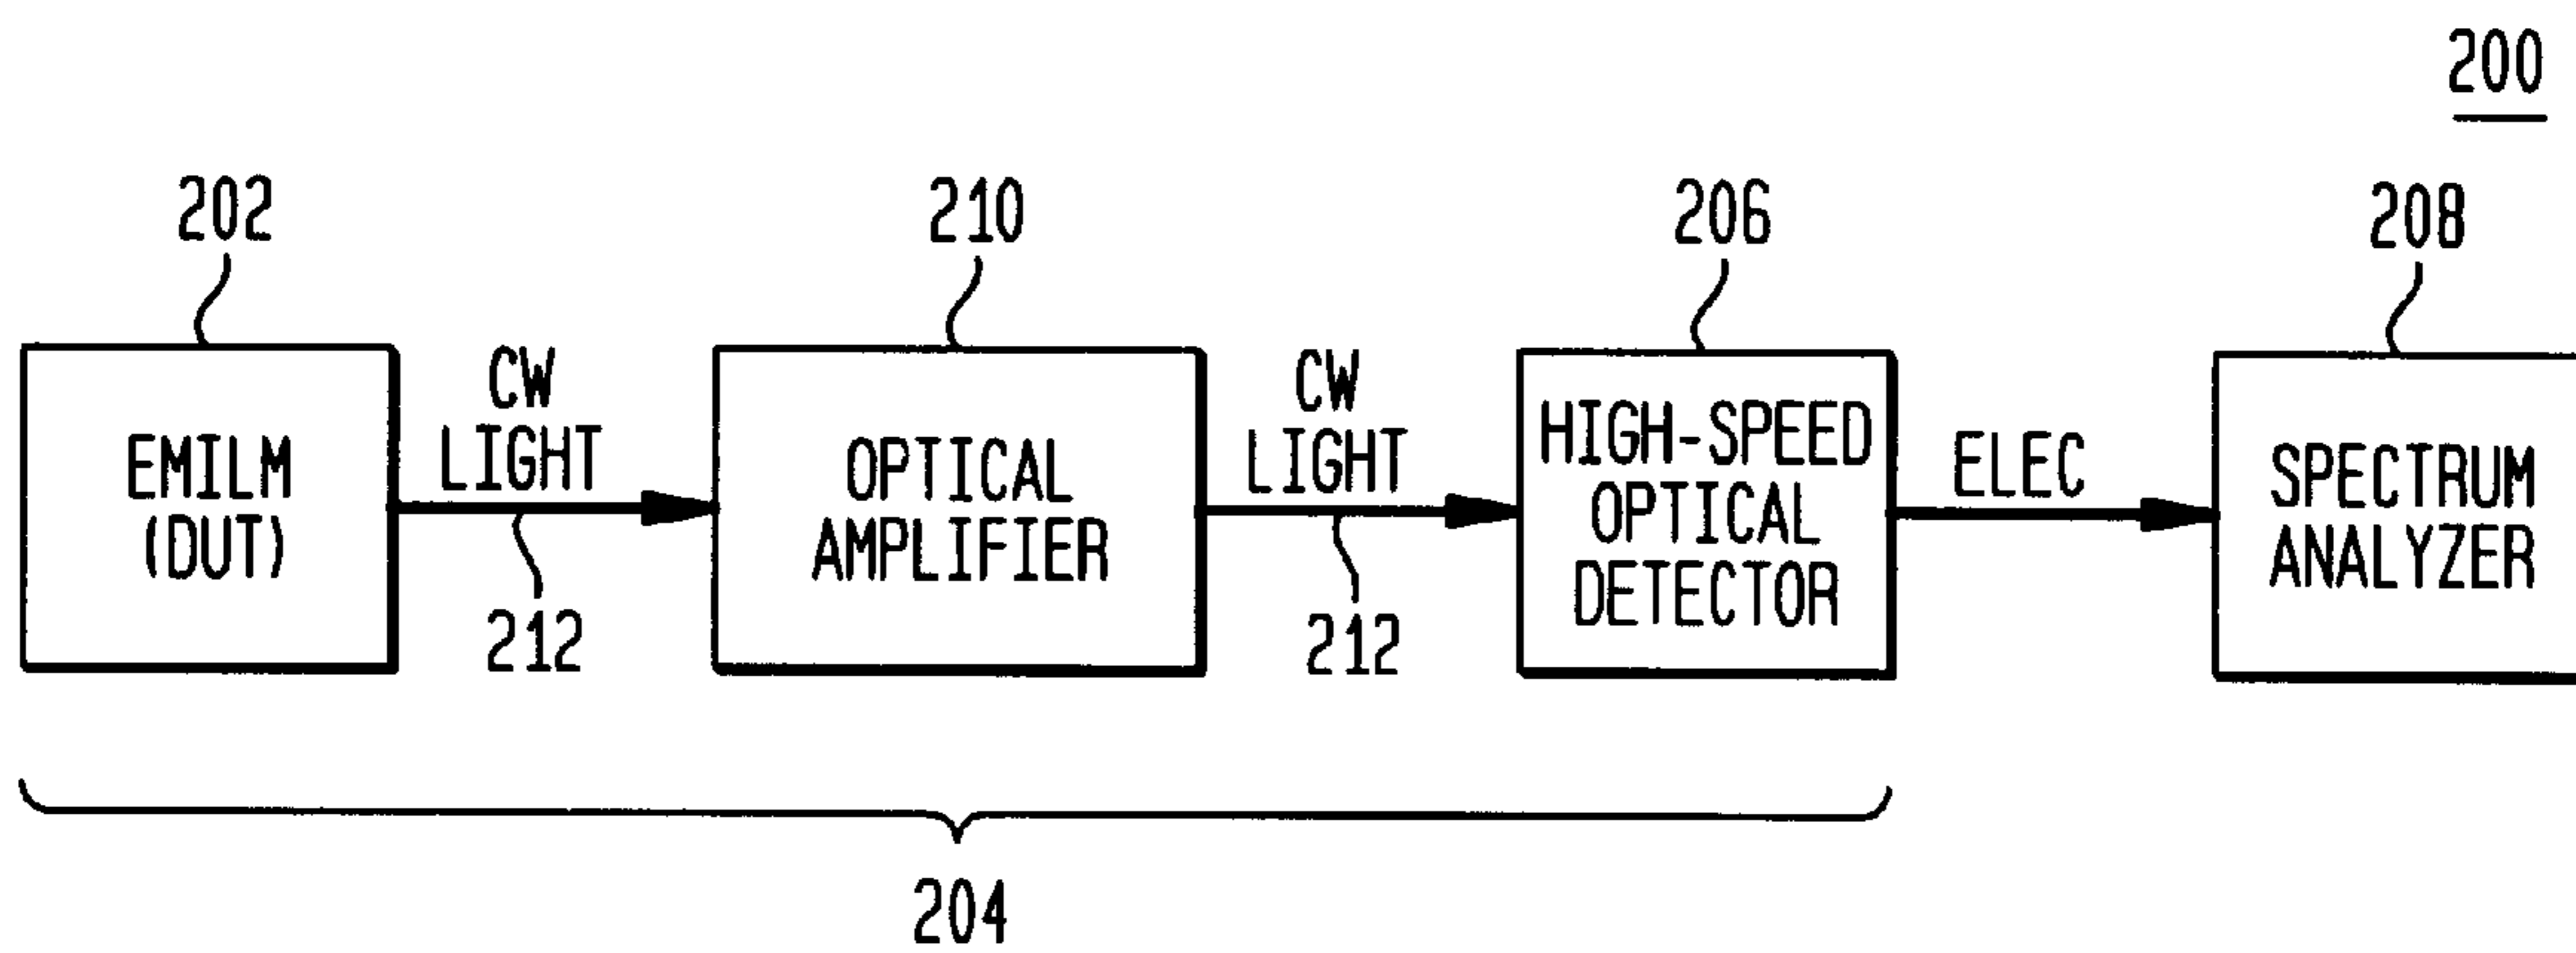 200
202
210
206
208
EMILM
(DUT)
CW
LIGHT
212
OPTICAL
AMPLIFIER
CW
LIGHT
212
HIGH-SPEED
OPTICAL
DETECTOR
ELEC
SPECTRUM
ANALYZER
204